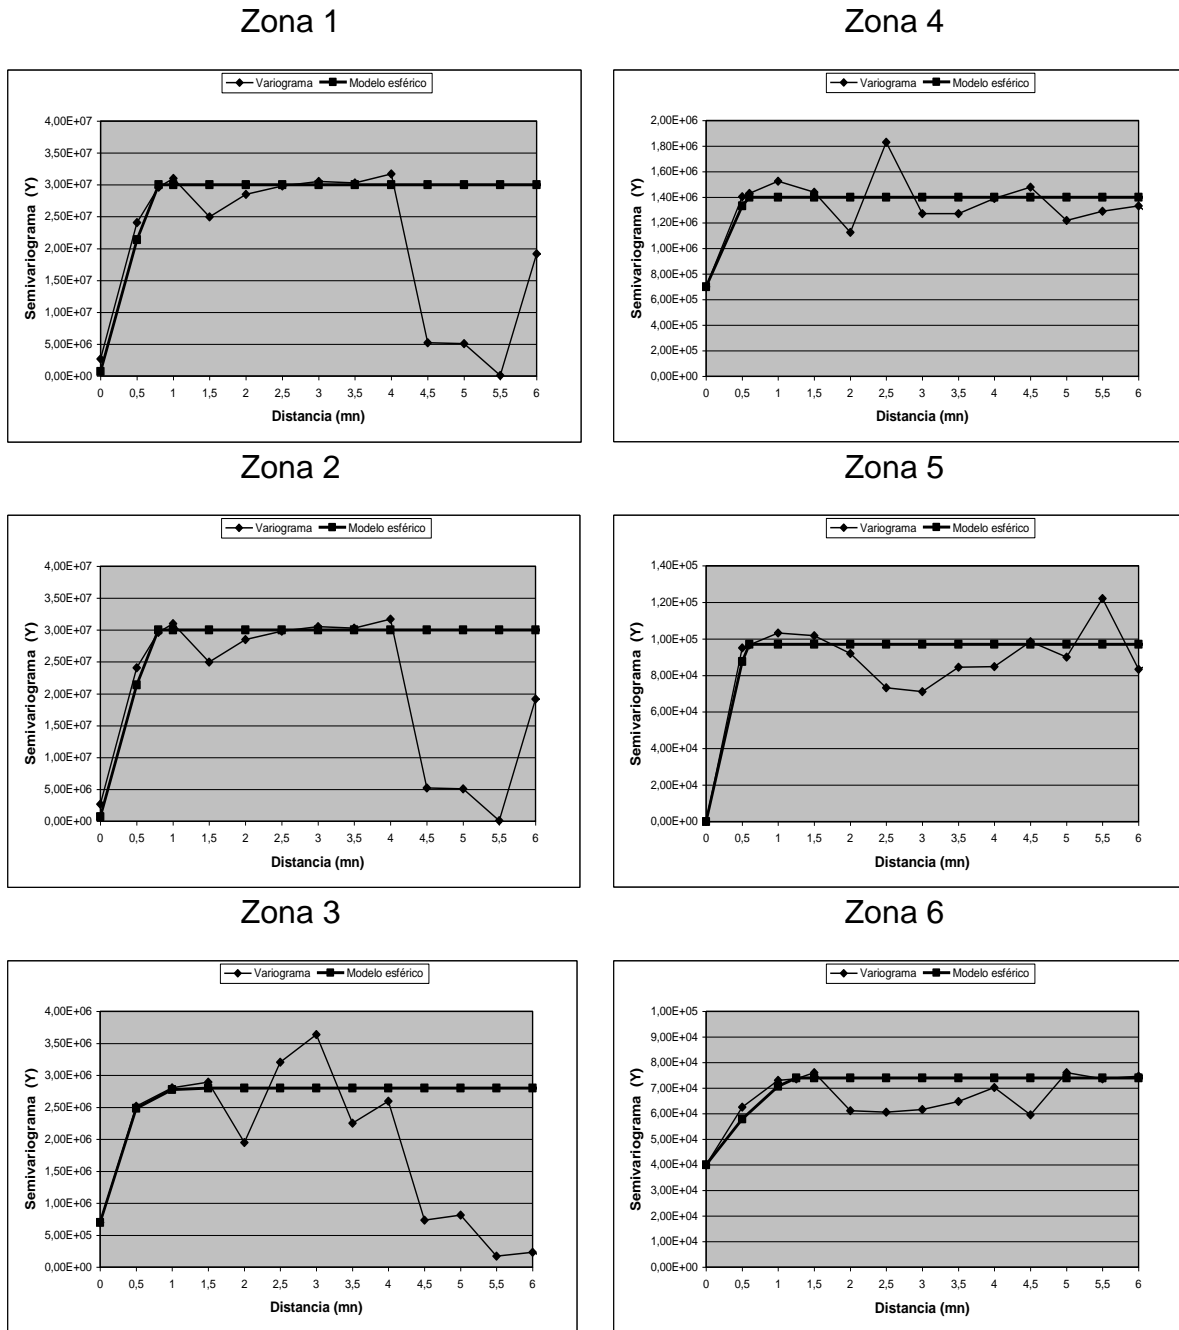 Zona 1
Variograma Modelo esférico
4,00E+07
3,50E+07
3,00E+07
2,50E+07
2,00E+07
1,50E+07
1,00E+07
5,00E+06
0,00E+00
Semivariograma (Y)
0 0,5 1 1,5 2 2,5 3 3,5 4 4,5 5 5,5 6
Distancia (mn)
Zona 4
Variograma Modelo esférico
2,00E+06
1,80E+06
1,60E+06
1,40E+06
1,20E+06
1,00E+06
8,00E+05
6,00E+05
4,00E+05
2,00E+05
0,00E+00
Semivariograma (Y)
0 0,5 1 1,5 2 2,5 3 3,5 4 4,5 5 5,5 6
Distancia (mn)
Zona 2
Variograma Modelo esférico
4,00E+07
3,50E+07
3,00E+07
2,50E+07
2,00E+07
1,50E+07
1,00E+07
5,00E+06
0,00E+00
Semivariograma (Y)
0 0,5 1 1,5 2 2,5 3 3,5 4 4,5 5 5,5 6
Distancia (mn)
Zona 5
Variograma Modelo esférico
1,40E+05
1,20E+05
1,00E+05
8,00E+04
6,00E+04
4,00E+04
2,00E+04
0,00E+00
Semivariograma (Y)
0 0,5 1 1,5 2 2,5 3 3,5 4 4,5 5 5,5 6
Distancia (mn)
Zona 3
Variograma Modelo esférico
4,00E+06
3,50E+06
3,00E+06
2,50E+06
2,00E+06
1,50E+06
1,00E+06
5,00E+05
0,00E+00
Semivariograma (Y)
0 0,5 1 1,5 2 2,5 3 3,5 4 4,5 5 5,5 6
Distancia (mn)
Zona 6
Variograma Modelo esférico
1,00E+05
9,00E+04
8,00E+04
7,00E+04
6,00E+04
5,00E+04
4,00E+04
3,00E+04
2,00E+04
1,00E+04
0,00E+00
Semivariograma (Y)
0 0,5 1 1,5 2 2,5 3 3,5 4 4,5 5 5,5 6
Distancia (mn)